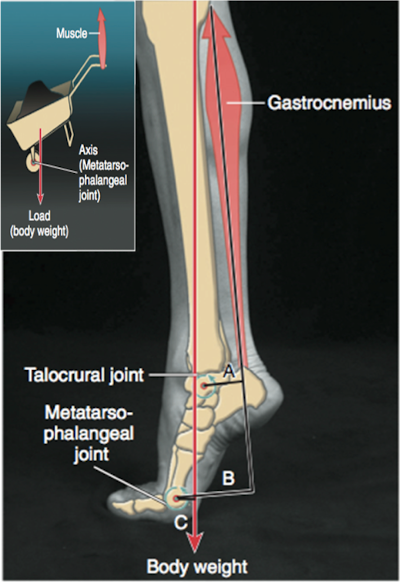 Muscle
Axis
(Metatarso-
phalangeal
joint)
Load
(body weight)
Gastrocnemius
Talocrural joint
A
Metatarso-
phalangeal
joint
B
C
Body weight